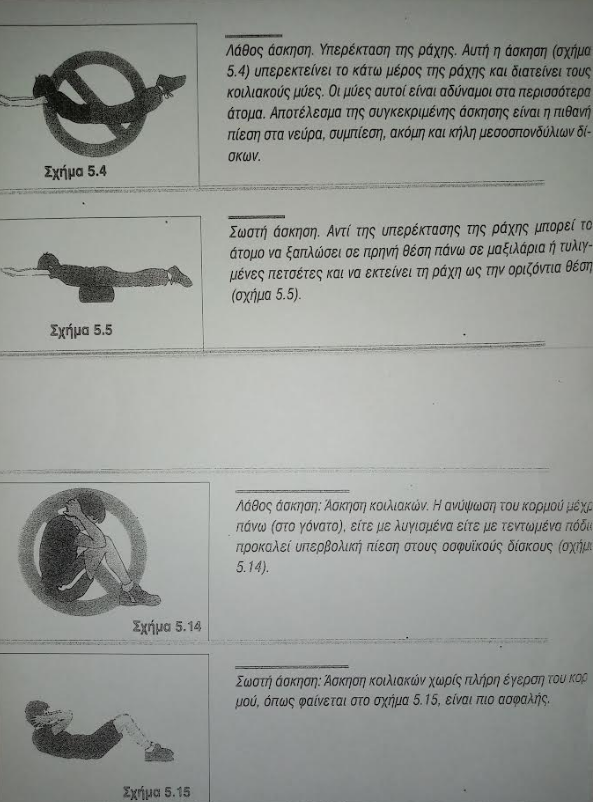 Λάθος άσκηση. Υπερέκταση της ράχης. Αυτή η άσκηση (σχήμα
5.4) υπερεκτείνει το κάτω μέρος της ράχης και διατείνει τους
κοιλιακούς μύες. Οι μύες αυτοί είναι αδύναμοι στα περισσότερα
άτομα. Αποτέλεσμα της συγκεκριμένης άσκησης είναι η πιθανή
πίεση στα νεύρα, συμπίεση, ακόμη και κήλη μεσοσπονδύλιων δί-
σκων.
Σχήμα 5.4
Σωστή άσκηση. Αντί της υπερέκτασης της ράχης μπορεί το
άτομο να ξαπλώσει σε πρηνή θέση πάνω σε μαξιλάρια ή τυλιγ-
μένες πετσέτες και να εκτείνει τη ράχη ως την οριζόντια θέση
(σχήμα 5.5).
Σχήμα 5.5
Λάθος άσκηση: Άσκηση κοιλιακών. Η ανύψωση του κορμού μέχρ
πάνω (στο γόνατο), είτε με λυγισμένα είτε με τεντωμένα πόδι
προκαλεί υπερβολική πίεση στους οσφυϊκούς δίσκους (σχήμ
5.14).
Σχήμα 5.14
Σωστή άσκηση: Άσκηση κοιλιακών χωρίς πλήρη έγερση του κορ
μού, όπως φαίνεται στο σχήμα 5.15, είναι πιο ασφαλής.
Σχήμα 5.15